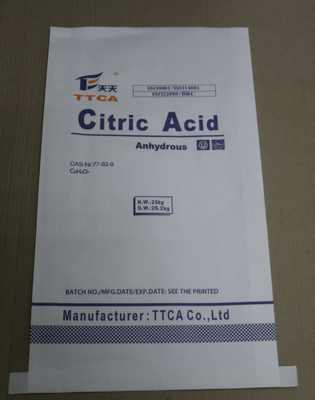 天天
TTCA
ISO9001/ISO14001
ISO22000/BRC
Citric Acid
Anhydrous
CAS-Nr.77-92-9
C₆H₈O₇
N.W.:25kg
G.W.:25.2kg
BATCH NO./MFG.DATE/EXP.DATE: SEE THE PRINTED
Manufacturer:TTCA Co.,Ltd